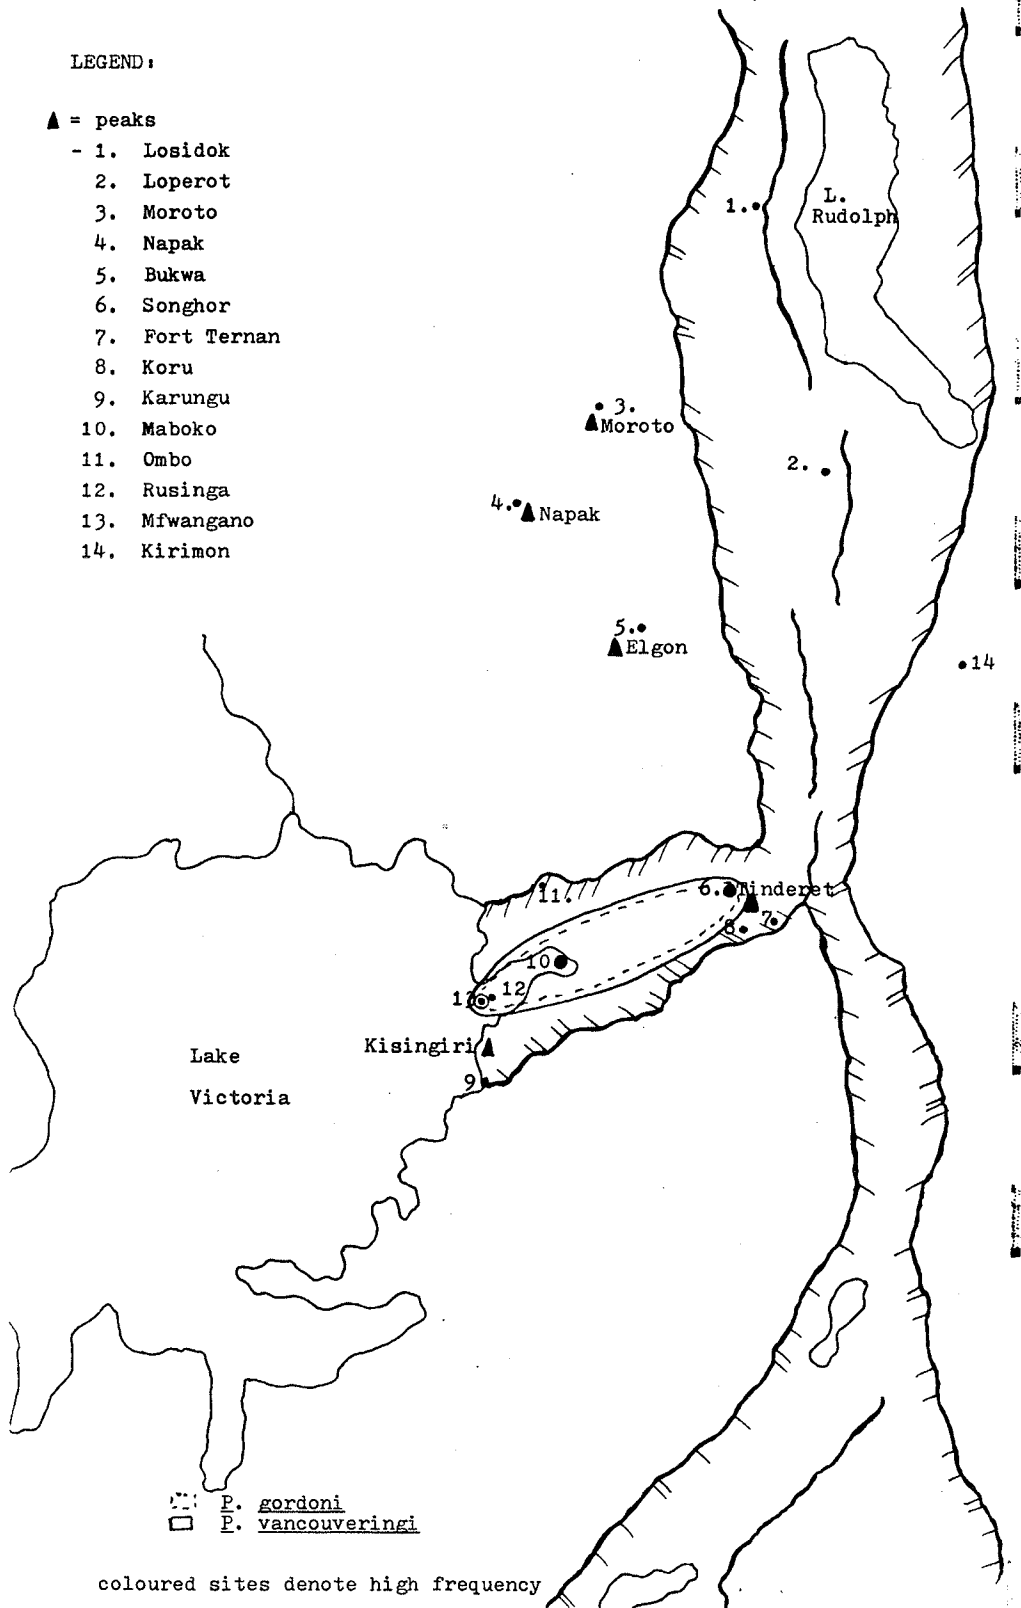 LEGEND:
▲ = peaks
- 1. Losidok
2. Loperot
3. Moroto
4. Napak
5. Bukwa
6. Songhor
7. Fort Ternan
8. Koru
9. Karungu
10. Maboko
11. Ombo
12. Rusinga
13. Mfwangano
14. Kirimon
1.
L.
Rudolph
3.
Moroto
2.
4.
Napak
5.
Elgon
14
6.
Tinderet
11.
7
8
10
12
13
Kisingiri
9
Lake
Victoria
P. gordoni
P. vancouveringi
coloured sites denote high frequency